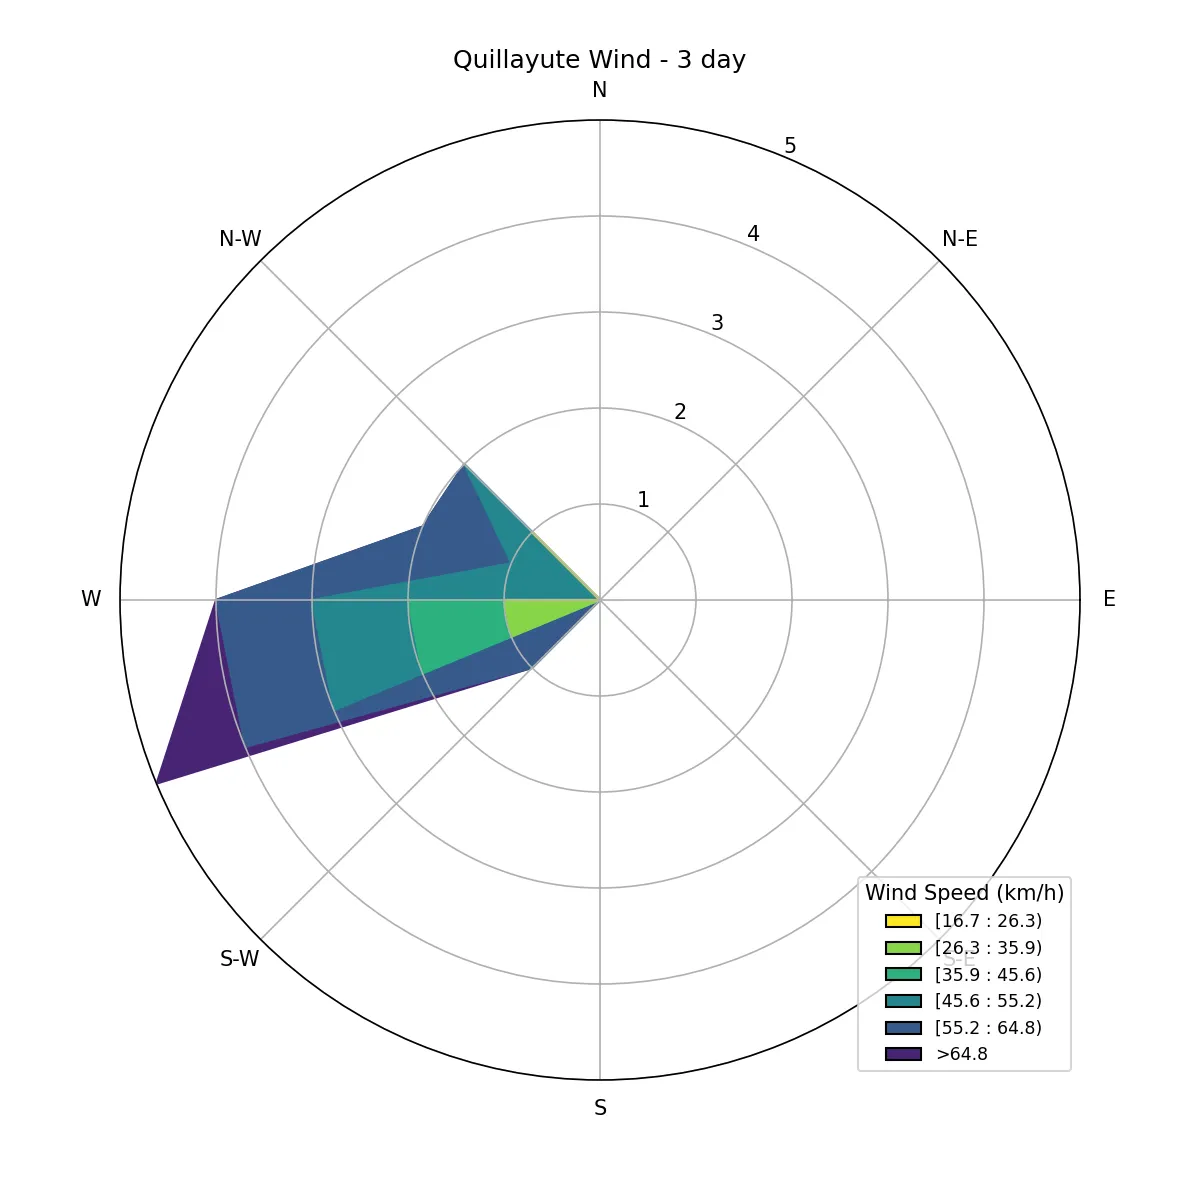 Quillayute Wind - 3 day
N
5
N-W
N-E
4
3
2
1
W
E
S-W
S-E
Wind Speed (km/h)
[16.7 : 26.3)
[26.3 : 35.9)
[35.9 : 45.6)
[45.6 : 55.2)
[55.2 : 64.8)
>64.8
S